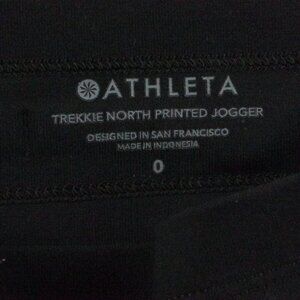 ATHLETA
TREKKIE NORTH PRINTED JOGGER
DESIGNED IN SAN FRANCISCO
MADE IN INDONESIA
0